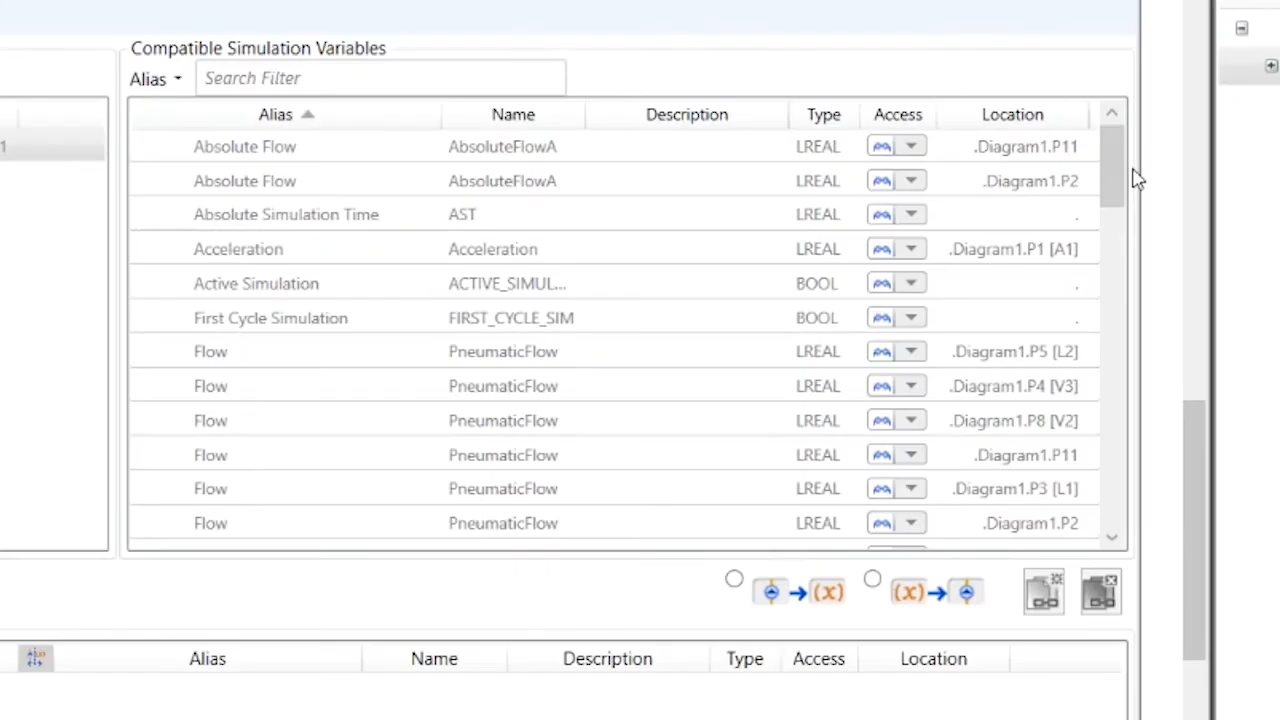 Compatible Simulation Variables
Alias
Search Filter
Alias Name Description Type Access Location
1
Absolute Flow AbsoluteFlowA LREAL .Diagram1.P11
Absolute Flow AbsoluteFlowA LREAL .Diagram1.P2
Absolute Simulation Time AST LREAL .
Acceleration Acceleration LREAL .Diagram1.P1 [A1]
Active Simulation ACTIVE_SIMUL... BOOL .
First Cycle Simulation FIRST_CYCLE_SIM BOOL .
Flow PneumaticFlow LREAL .Diagram1.P5 [L2]
Flow PneumaticFlow LREAL .Diagram1.P4 [V3]
Flow PneumaticFlow LREAL .Diagram1.P8 [V2]
Flow PneumaticFlow LREAL .Diagram1.P11
Flow PneumaticFlow LREAL .Diagram1.P3 [L1]
Flow PneumaticFlow LREAL .Diagram1.P2
(x) (x)
Alias Name Description Type Access Location